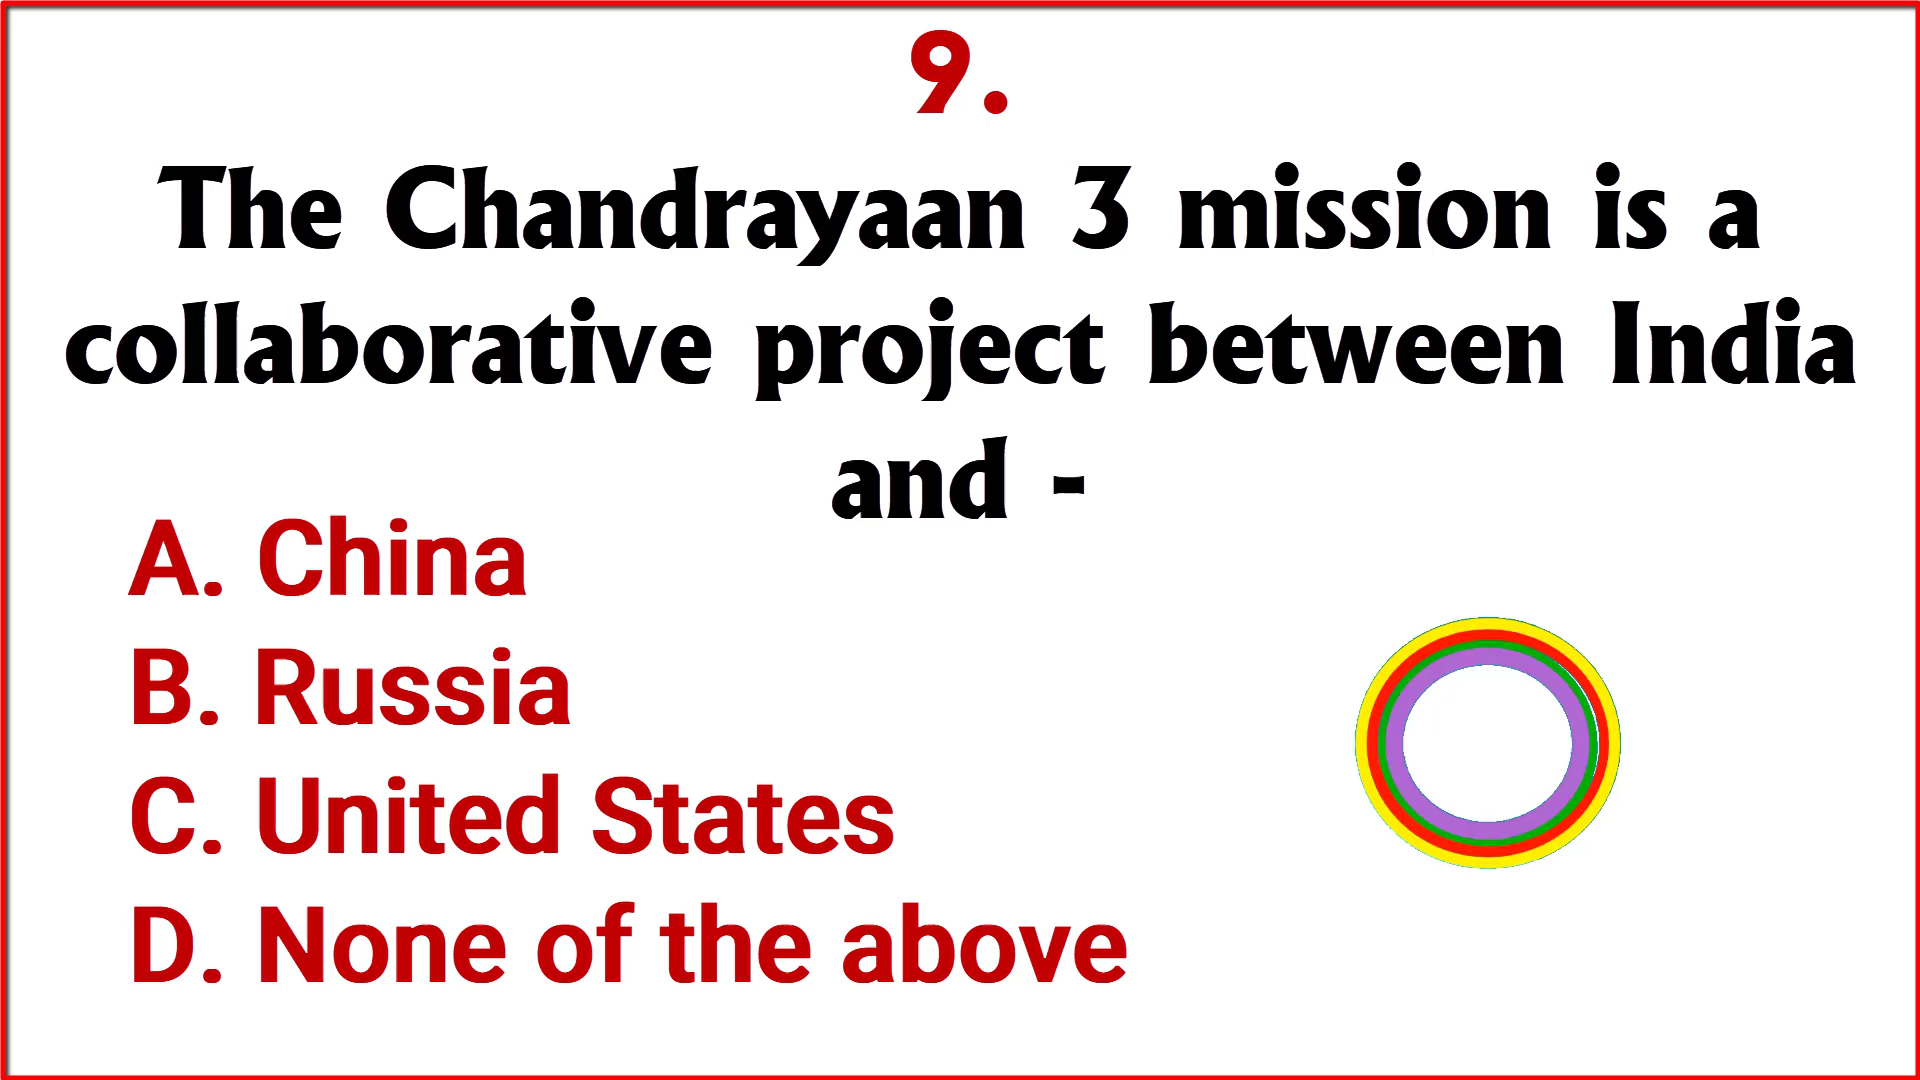 9.
The Chandrayaan 3 mission is a
collaborative project between India
and -
A. China
B. Russia
C. United States
D. None of the above